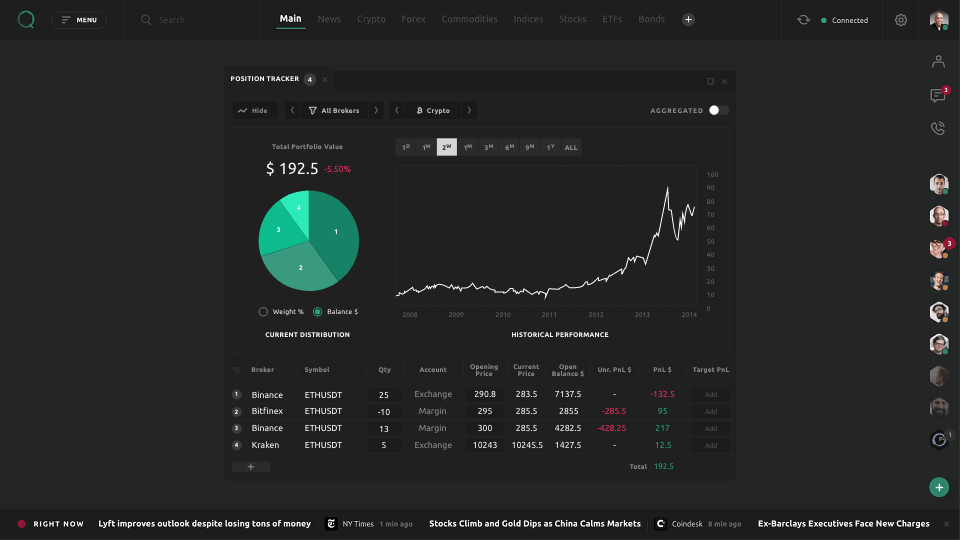 MENU
Search
Main News Crypto Forex Commodities Indices Stocks ETFs Bonds +
Connected
POSITION TRACKER 4 ×
Hide
All Brokers
Crypto
AGGREGATED
3
Total Portfolio Value
$ 192.5 -5.50%
1D 1W 2W 1M 3M 6M 9M 1Y ALL
4
1
3
2
100
90
80
70
60
50
40
30
20
10
0
2008 2009 2010 2011 2012 2013 2014
Weight % Balance $
CURRENT DISTRIBUTION
HISTORICAL PERFORMANCE
3
Broker Symbol Qty Account Opening Price Current Price Open Balance $ Unr. PnL $ PnL $ Target PnL
1 Binance ETHUSDT 25 Exchange 290.8 283.5 7137.5 - -132.5 Add
2 Bitfinex ETHUSDT -10 Margin 295 285.5 2855 -285.5 95 Add
3 Binance ETHUSDT 13 Margin 300 285.5 4282.5 -428.25 217 Add
4 Kraken ETHUSDT 5 Exchange 10243 10245.5 1427.5 - 12.5 Add
1
+
Total 192.5
+
RIGHT NOW Lyft improves outlook despite losing tons of money NY Times 1 min ago Stocks Climb and Gold Dips as China Calms Markets Coindesk 8 min ago Ex-Barclays Executives Face New Charges ×